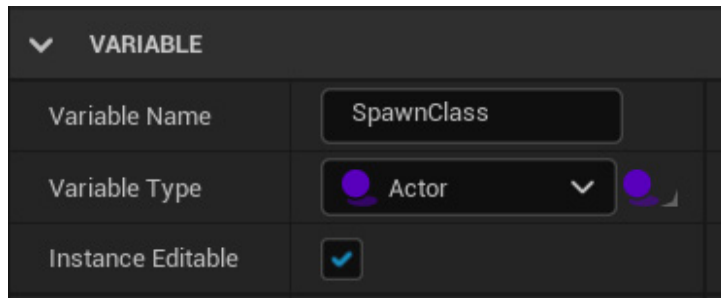 VARIABLE
Variable Name SpawnClass
Variable Type Actor
Instance Editable